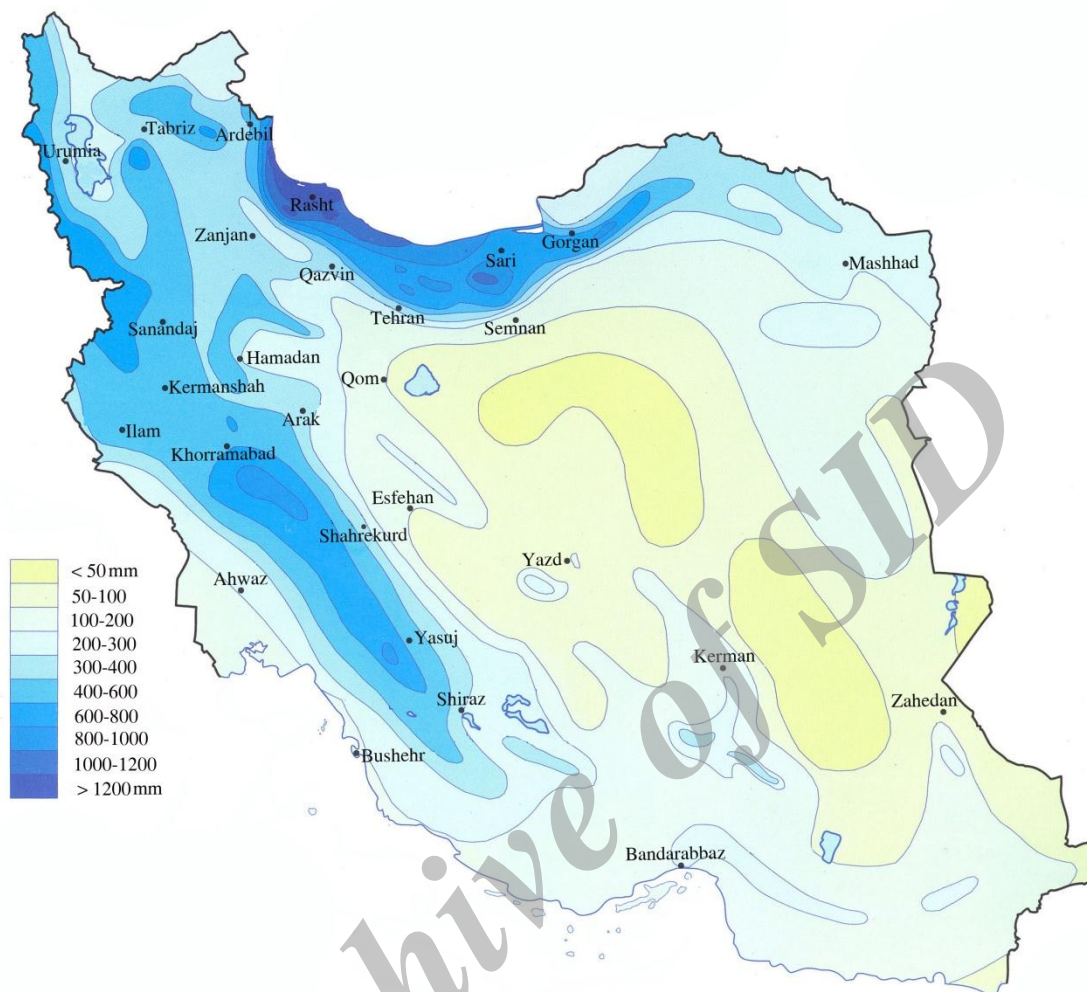 Tabriz
Ardebil
Urumia
Rasht
Zanjan
Gorgan
Sari
Qazvin
Mashhad
Tehran
Semnan
Sanandaj
Hamadan
Qom
Kermanshah
Arak
Ilam
Khorramabad
Esfehan
Shahrekurd
Yazd
Ahwaz
Yasuj
Kerman
Shiraz
Zahedan
Bushehr
Bandarabbaz
< 50 mm
50-100
100-200
200-300
300-400
400-600
600-800
800-1000
1000-1200
> 1200 mm
hive of SID